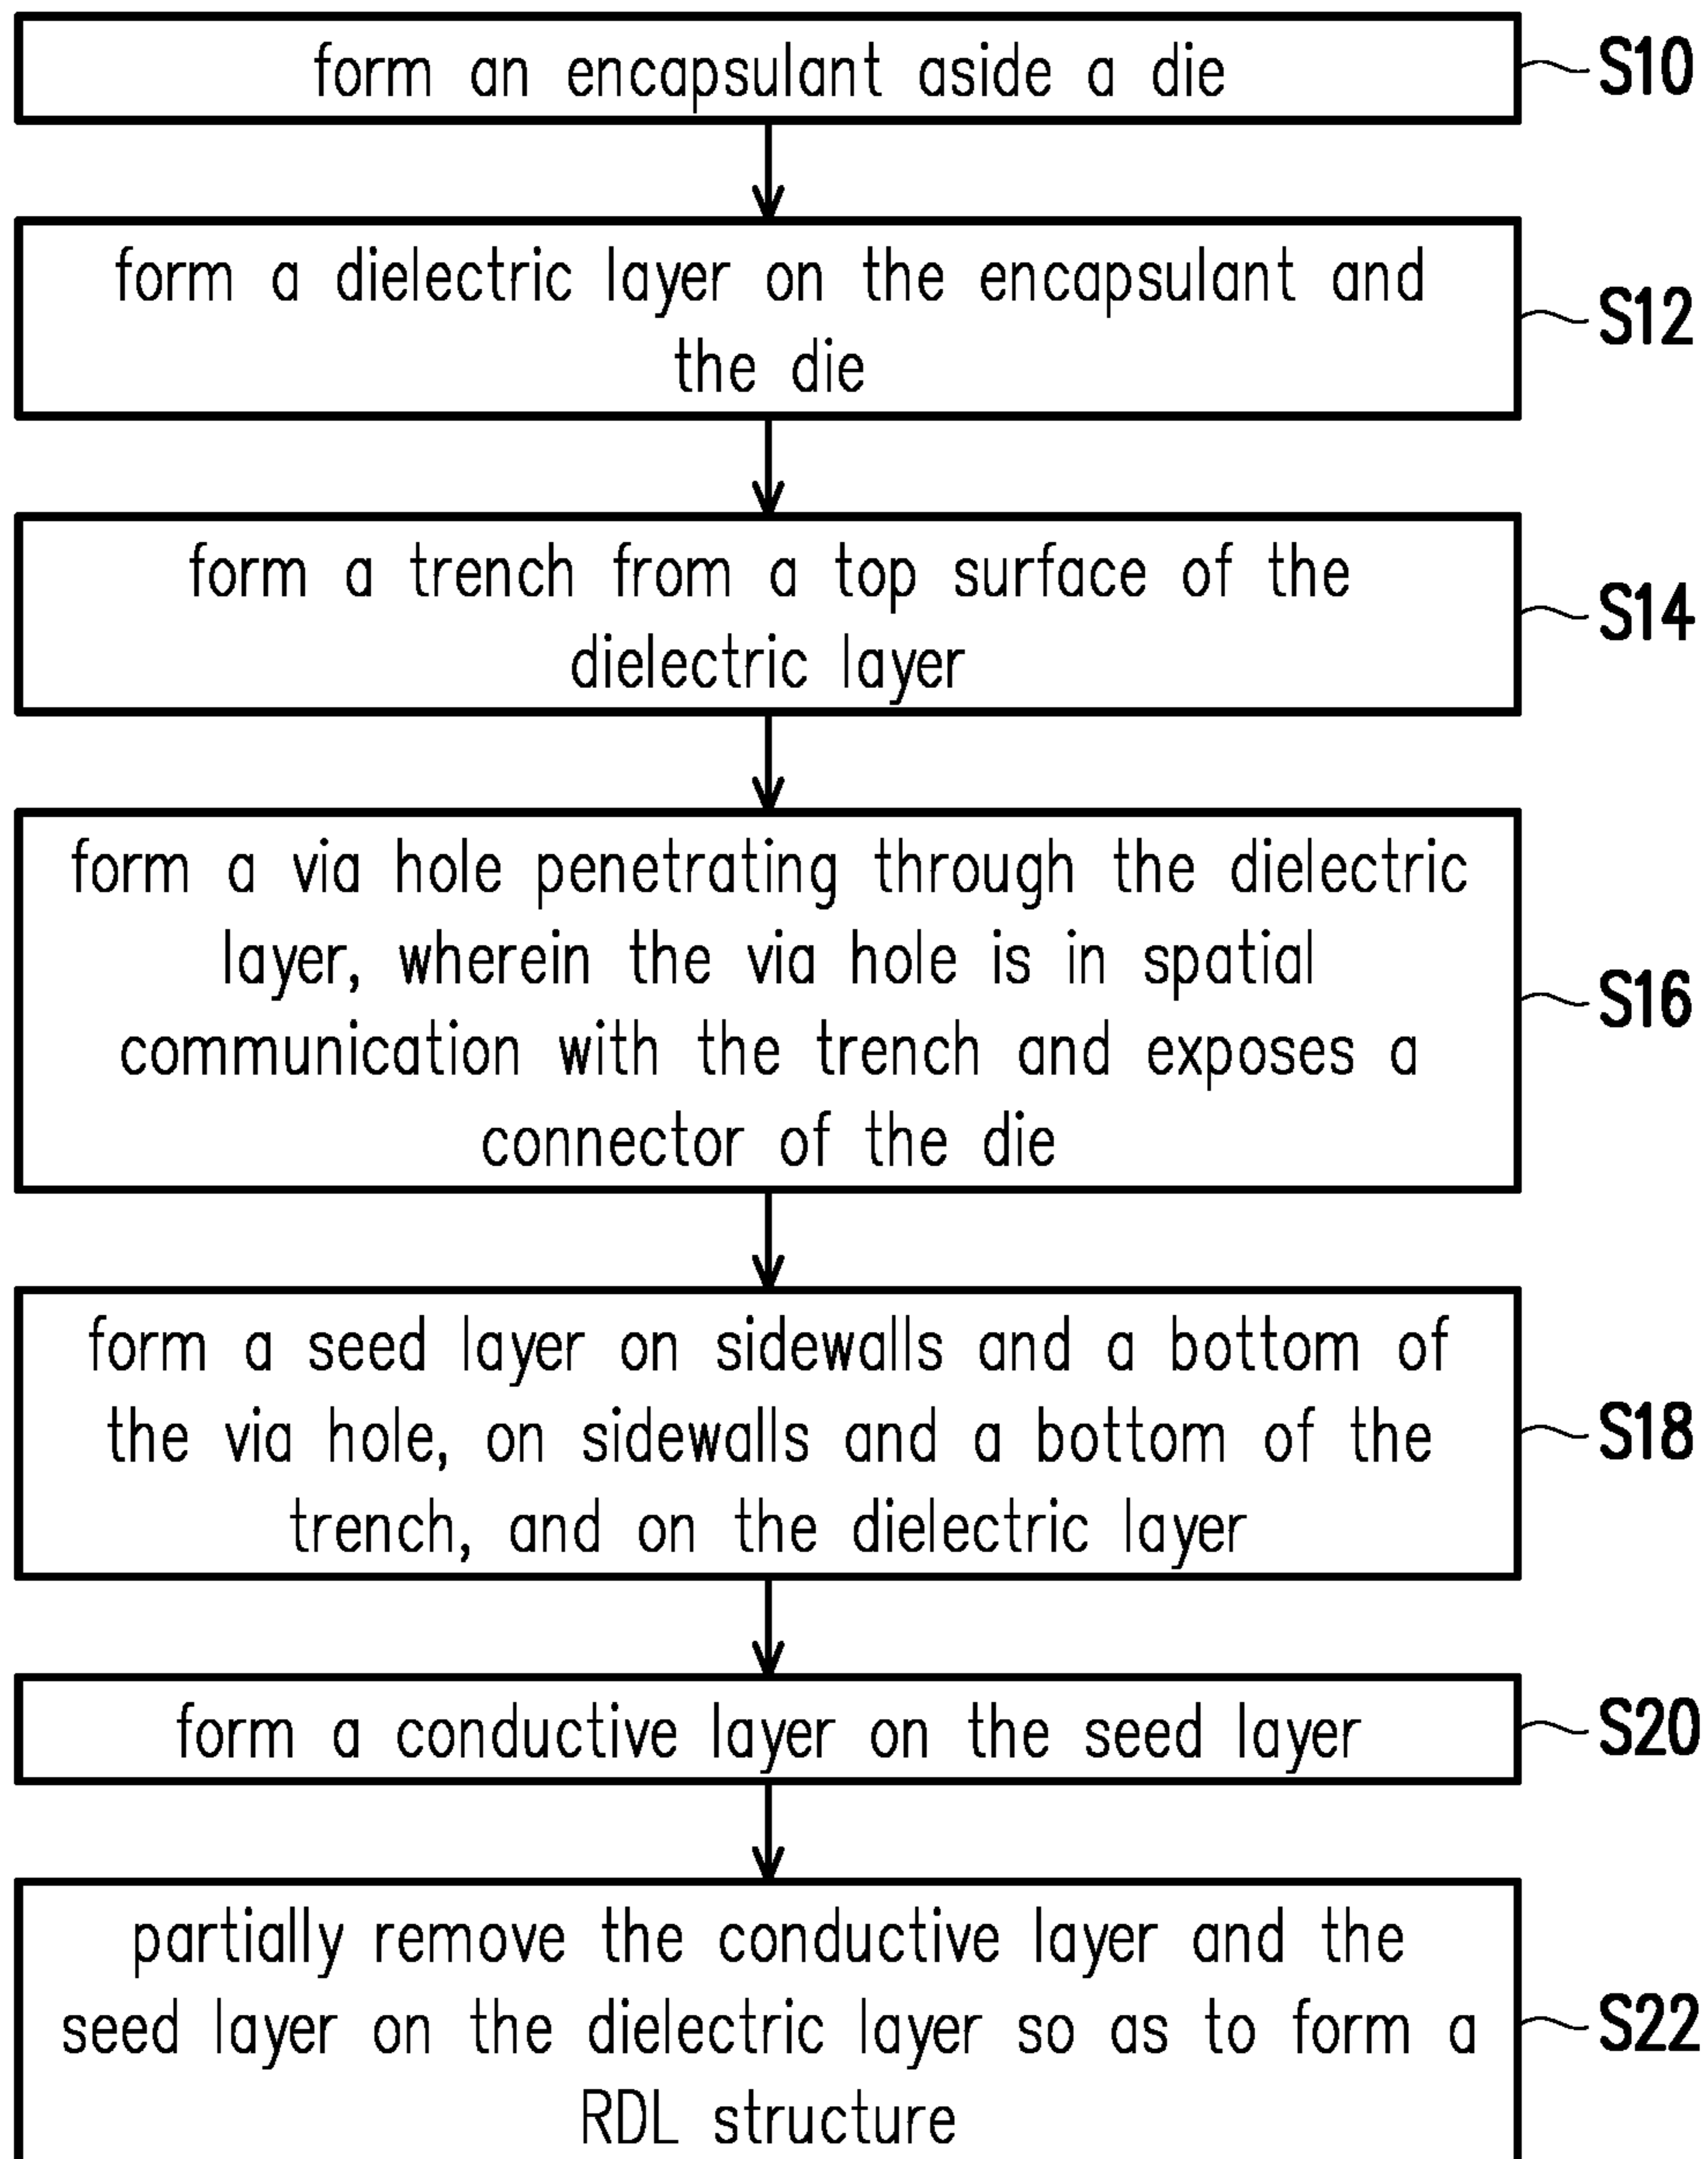 form an encapsulant aside a die
S10
form a dielectric layer on the encapsulant and
the die
S12
form a trench from a top surface of the
dielectric layer
S14
form a via hole penetrating through the dielectric
layer, wherein the via hole is in spatial
communication with the trench and exposes a
connector of the die
S16
form a seed layer on sidewalls and a bottom of
the via hole, on sidewalls and a bottom of the
trench, and on the dielectric layer
S18
form a conductive layer on the seed layer
S20
partially remove the conductive layer and the
seed layer on the dielectric layer so as to form a
RDL structure
S22